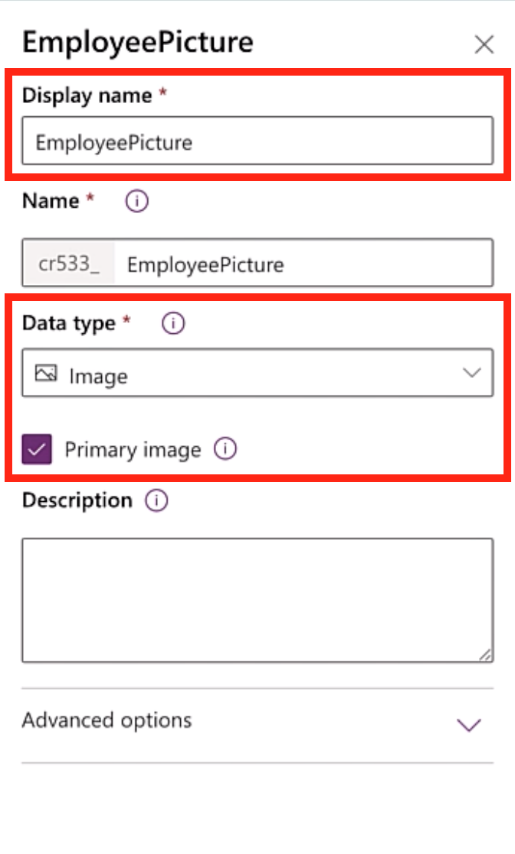 EmployeePicture
Display name *
EmployeePicture
Name *
cr533_ EmployeePicture
Data type *
Image
Primary image
Description
Advanced options